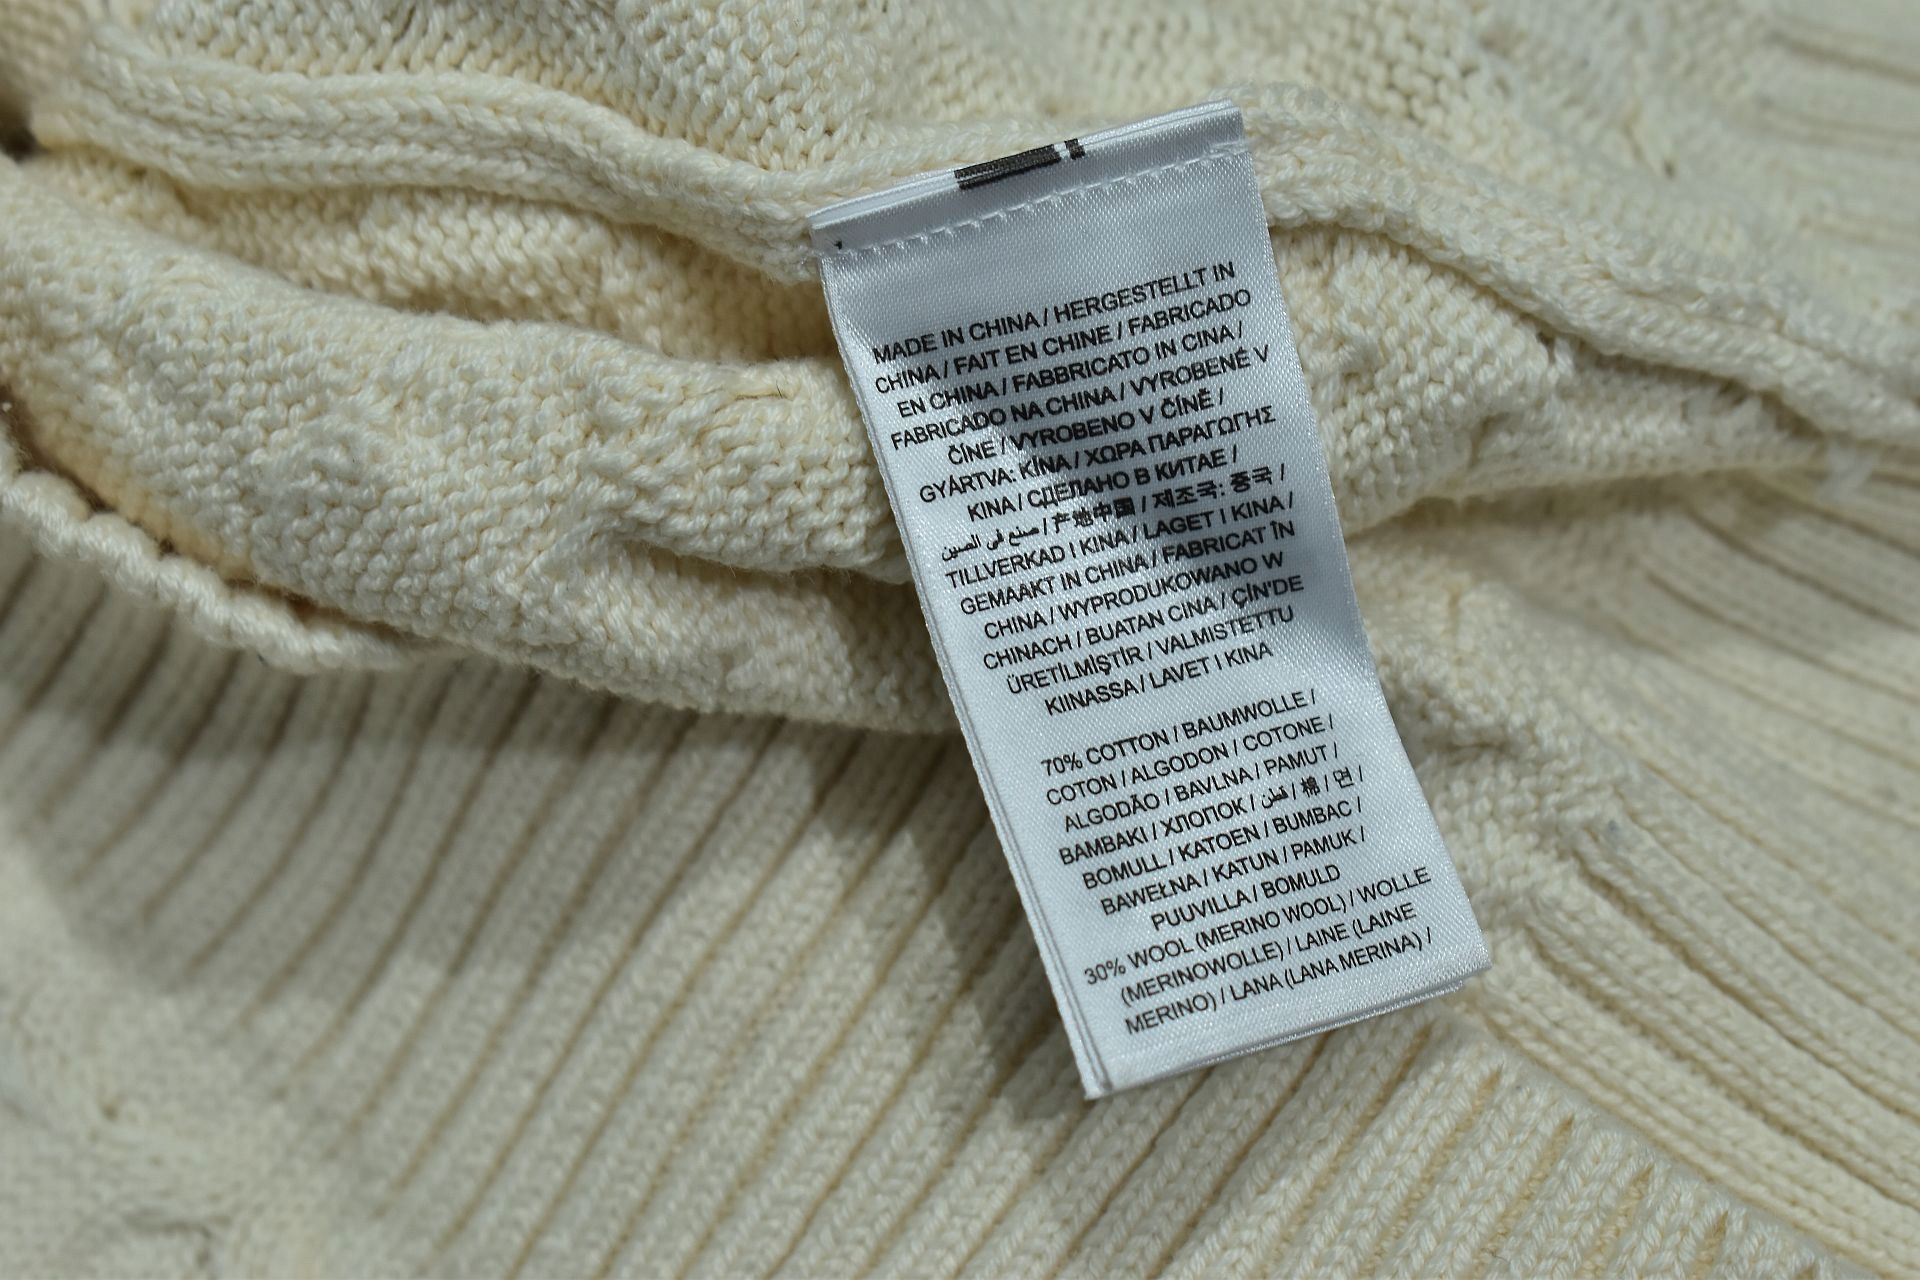 MADE IN CHINA / HERGESTELLT IN
CHINA / FAIT EN CHINE / FABRICADO
EN CHINA / FABBRICATO IN CINA /
FABRICADO NA CHINA / VYROBENÉ V
ČÍNE / VYROBENO V ČÍNĚ /
GYÁRTVA: KÍNA / ΧΩΡΑ ΠΑΡΑΓΩΓΗΣ
KINA / СДЕЛАНО В КИТАЕ /
صنع في الصين / 产地中国 / 제조국: 중국 /
TILLVERKAD I KINA / LAGET I KINA /
GEMAAKT IN CHINA / FABRICAT ÎN
CHINA / WYPRODUKOWANO W
CHINACH / BUATAN CINA / ÇİN'DE
ÜRETİLMİŞTİR / VALMISTETTU
KIINASSA / LAVET I KINA
70% COTTON / BAUMWOLLE /
COTON / ALGODON / COTONE /
ALGODÃO / BAVLNA / PAMUT /
ΒΑΜΒΑΚΙ / ХЛОПОК / قطن / 棉 / 면 /
BOMULL / KATOEN / BUMBAC /
BAWEŁNA / KATUN / PAMUK /
PUUVILLA / BOMULD
30% WOOL (MERINO WOOL) / WOLLE
(MERINOWOLLE) / LAINE (LAINE
MERINO) / LANA (LANA MERINA) /